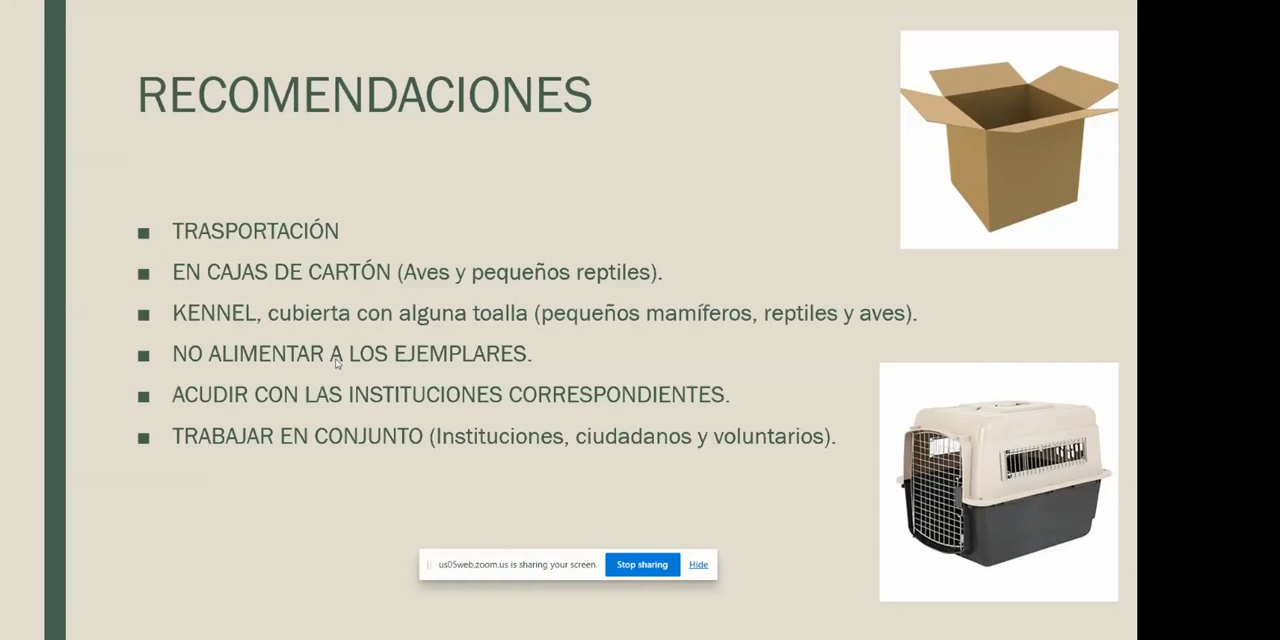 RECOMENDACIONES
■ TRASPORTACIÓN
■ EN CAJAS DE CARTÓN (Aves y pequeños reptiles).
■ KENNEL, cubierta con alguna toalla (pequeños mamíferos, reptiles y aves).
■ NO ALIMENTAR A LOS EJEMPLARES.
■ ACUDIR CON LAS INSTITUCIONES CORRESPONDIENTES.
■ TRABAJAR EN CONJUNTO (Instituciones, ciudadanos y voluntarios).
us05web.zoom.us is sharing your screen. Stop sharing Hide